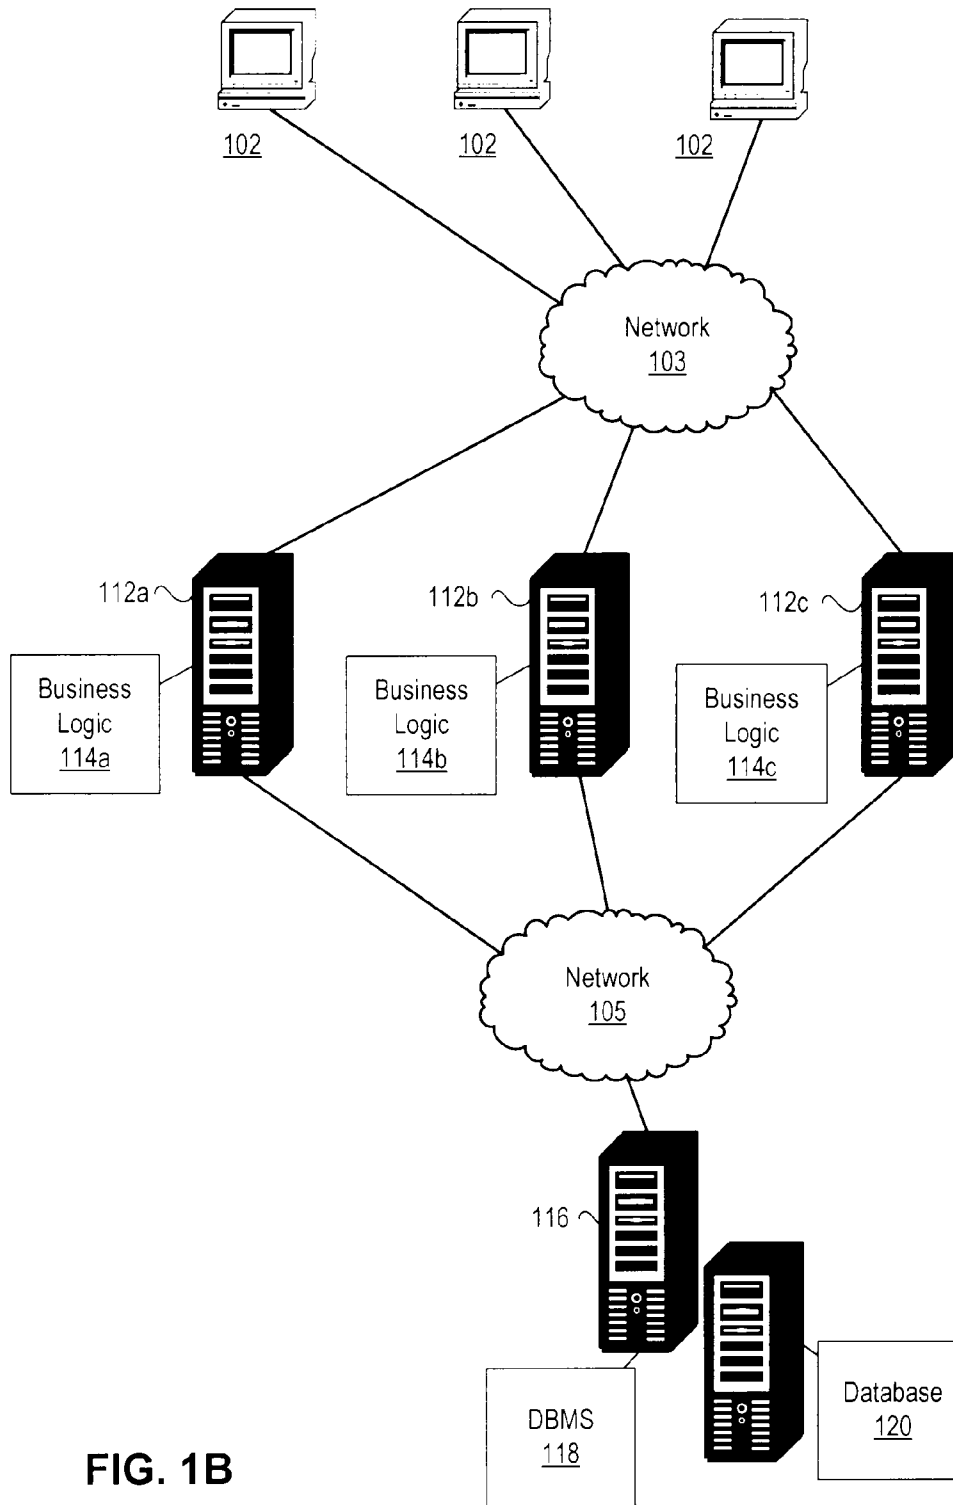 102
102
102
Network
103
112a
112b
112c
Business
Logic
114a
Business
Logic
114b
Business
Logic
114c
Network
105
116
DBMS
118
Database
120
FIG. 1B